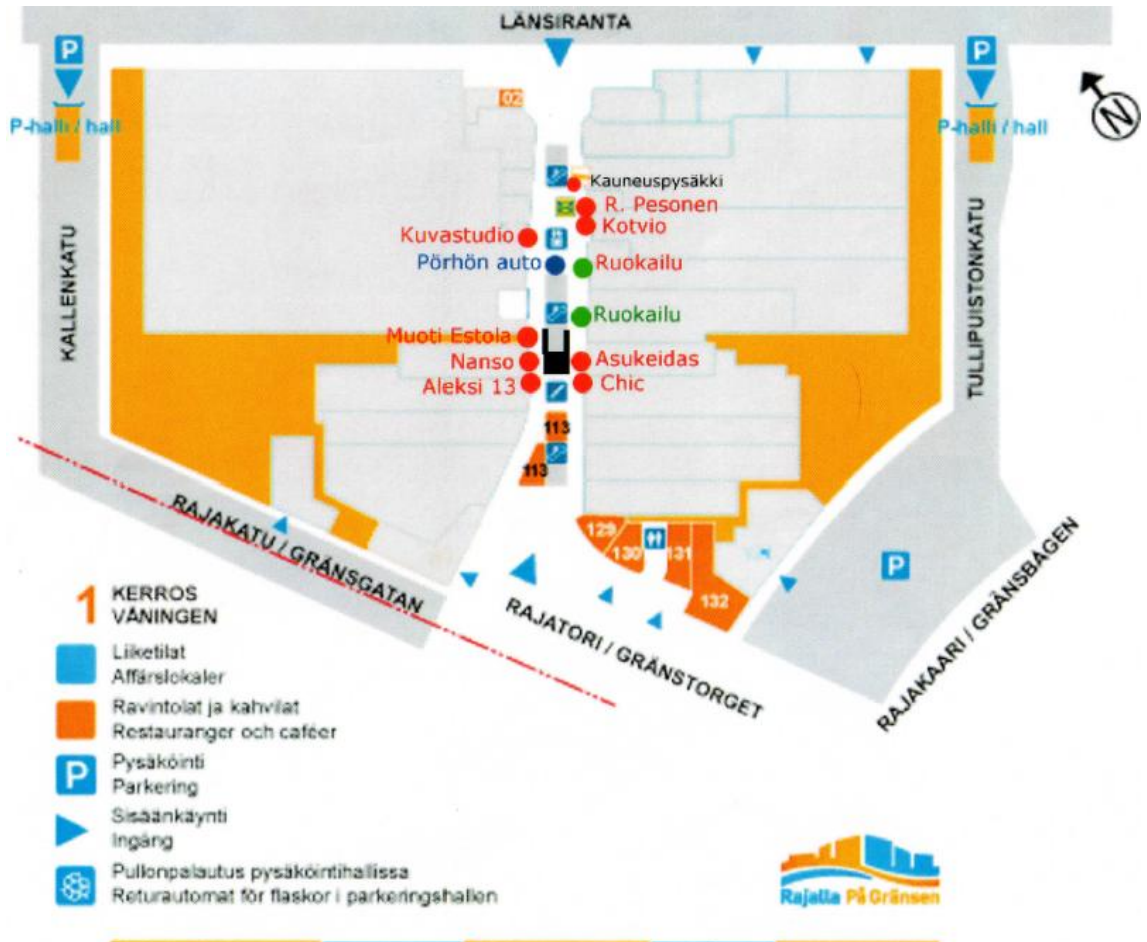 LÄNSIRANTA
P
P
02
N
P-halli / hall
P-halli / hall
Kauneuspysäkki
R. Pesonen
Kotvio
Kuvastudio
Pörhön auto
Ruokailu
Ruokailu
KALLENKATU
TULLIPUISTONKATU
Muoti Estola
Nanso
Asukeidas
Aleksi 13
Chic
113
113
129
130
131
132
P
RAJAKATU / GRÄNSGATAN
RAJATORI / GRÄNSTORGET
RAJAKAARI / GRÄNSBÅGEN
1 KERROS
VÅNINGEN
Liiketilat
Affärslokaler
Ravintolat ja kahvilat
Restauranger och caféer
P
Pysäköinti
Parkering
Sisäänkäynti
Ingång
Pullonpalautus pysäköintihallissa
Returautomat för flaskor i parkeringshallen
Rajalla På Gränsen